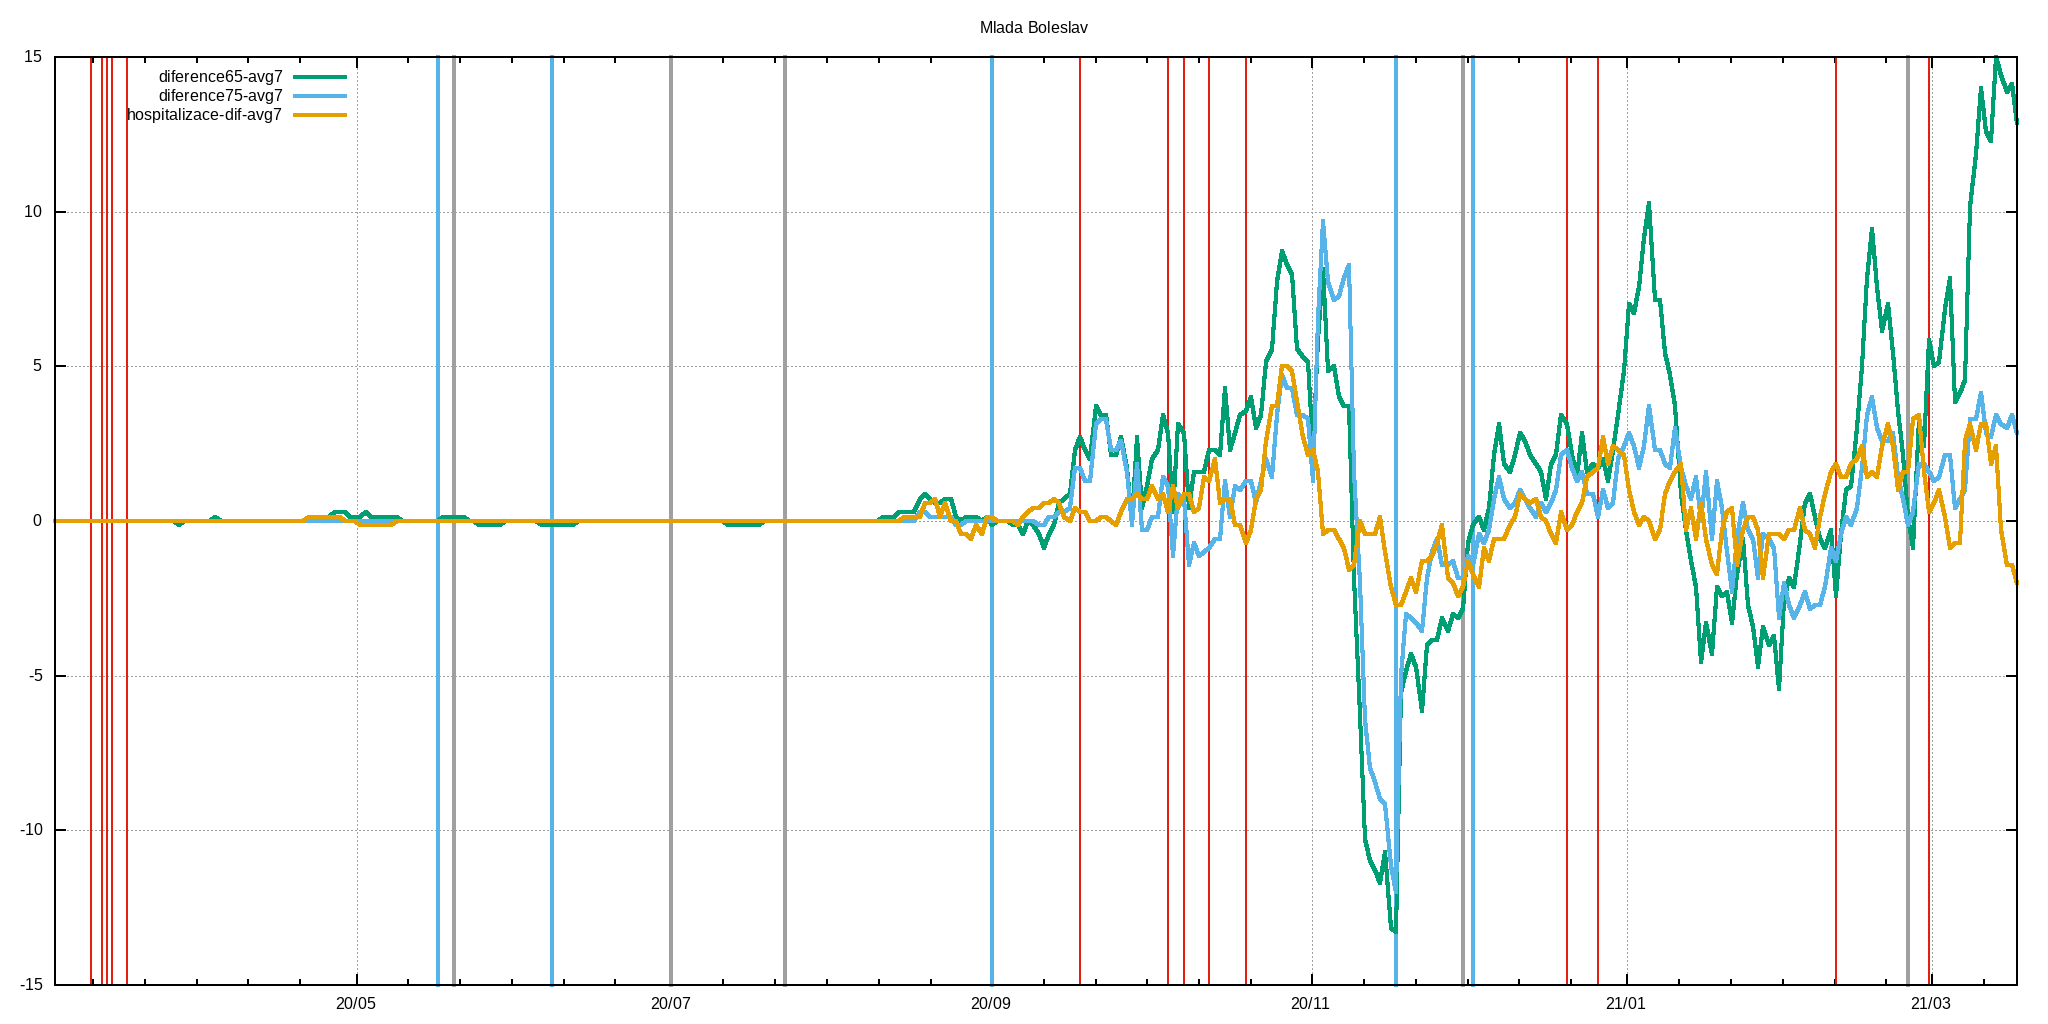 Mlada Boleslav
diference65-avg7
diference75-avg7
hospitalizace-dif-avg7
15
10
5
0
-5
-10
-15
20/05 20/07 20/09 20/11 21/01 21/03